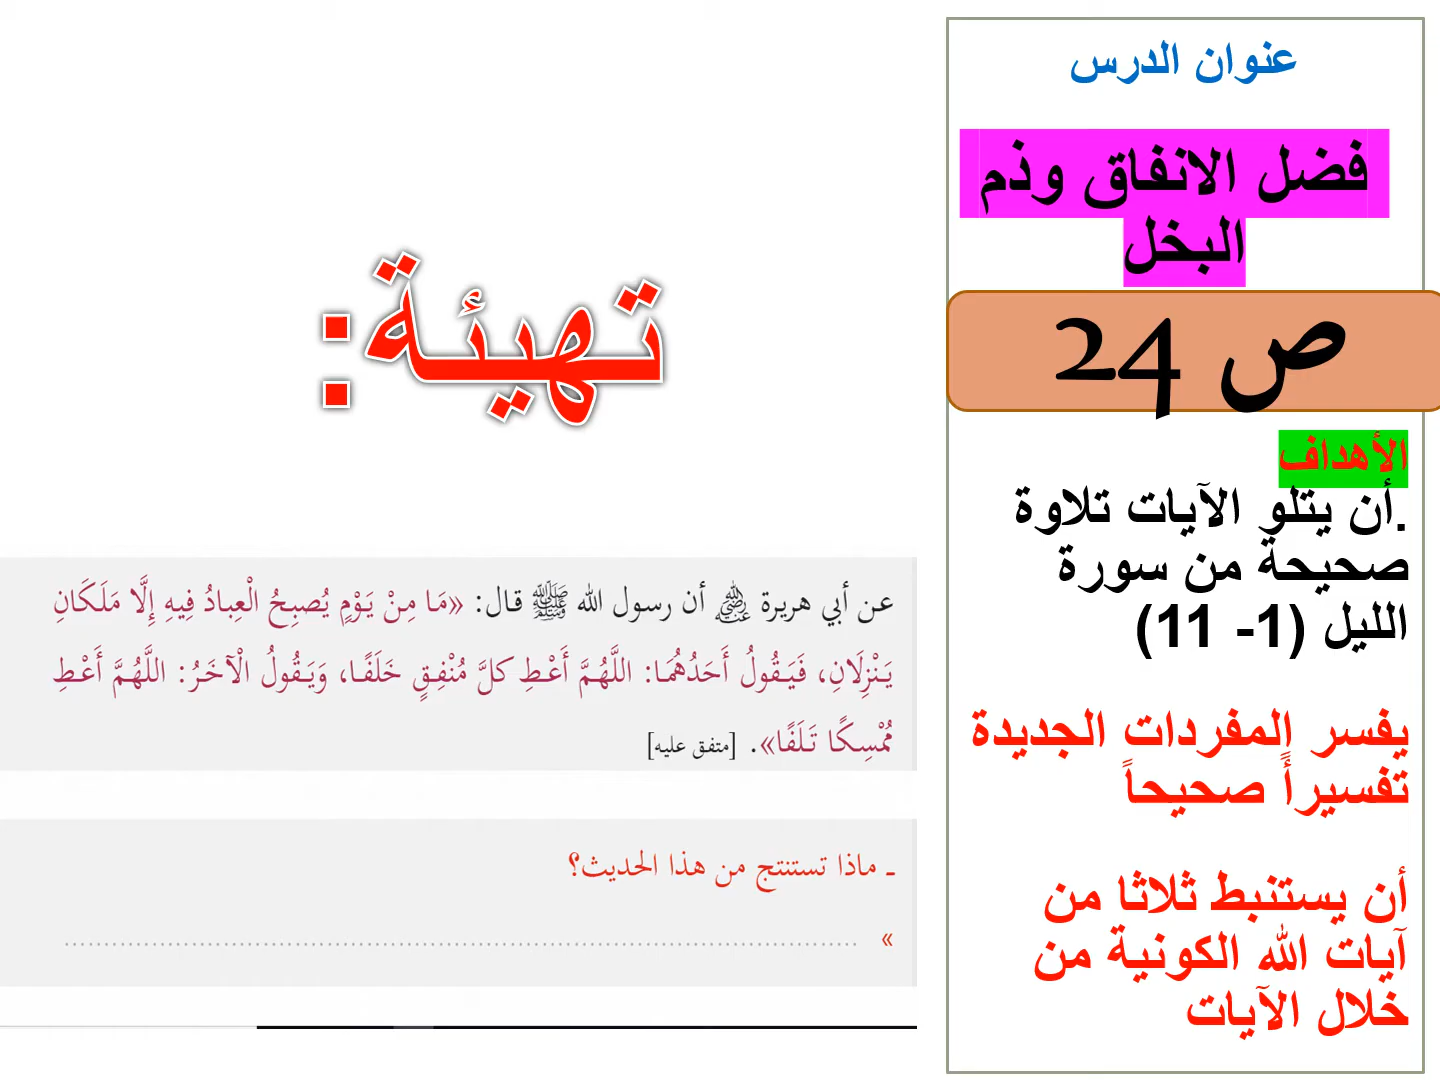 عنوان الدرس
فضل الانفاق وذم
البخل
ص 24
الأهداف
.أن يتلو الآيات تلاوة
صحيحة من سورة
الليل (1- 11)
يفسر المفردات الجديدة
تفسيراً صحيحاً
أن يستنبط ثلاثا من
آيات الله الكونية من
خلال الآيات
تهيئة:
عن أبي هريرة رضي الله عنه أن رسول الله ﷺ قال: «مَا مِنْ يَوْمٍ يُصبِحُ الْعِبادُ فِيهِ إِلَّا مَلَكَانِ
يَنْزِلَانِ، فَيَقُولُ أَحَدُهُمَا: اللَّهُمَّ أَعْطِ كلَّ مُنْفِقٍ خَلَفًا، وَيَقُولُ الْآخَرُ: اللَّهُمَّ أَعْطِ
مُمْسِكًا تَلَفًا». [متفق عليه]
ـ ماذا تستنتج من هذا الحديث؟
» ........................................................................